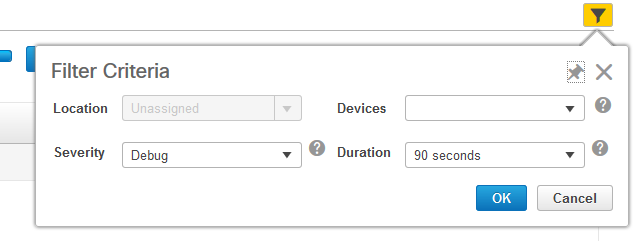 Filter Criteria
Location Unassigned Devices ?
Severity Debug ? Duration 90 seconds ?
OK Cancel